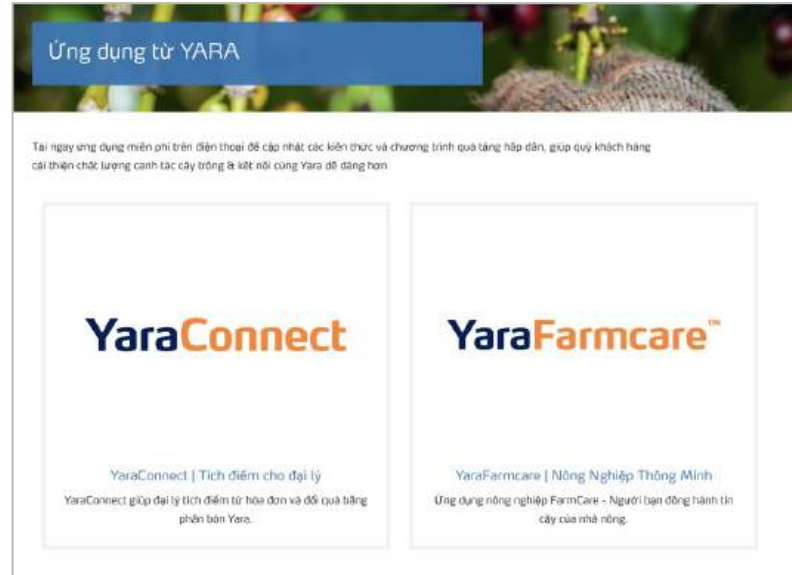 Ứng dụng từ YARA
Tải ngay ứng dụng miễn phí trên điện thoại để cập nhật các kiến thức và chương trình quà tặng hấp dẫn, giúp quý khách hàng
cải thiện chất lượng canh tác cây trồng & kết nối cùng Yara dễ dàng hơn
YaraConnect
YaraFarmcare™
YaraConnect | Tích điểm cho đại lý
YaraConnect giúp đại lý tích điểm từ hóa đơn và đổi quà bằng
phân bón Yara.
YaraFarmcare | Nông Nghiệp Thông Minh
Ứng dụng nông nghiệp FarmCare - Người bạn đồng hành tin
cậy của nhà nông.